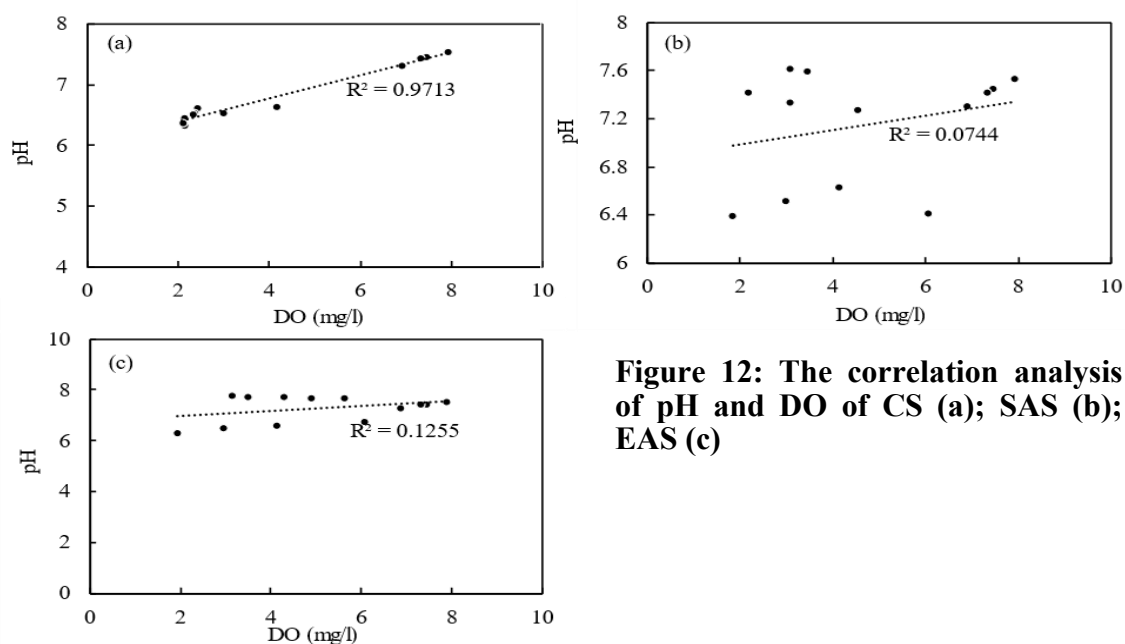 (a)
8
7
6
5
4
pH
R² = 0.9713
0 2 4 6 8 10
DO (mg/l)
(b)
7.6
7.2
6.8
6.4
6
pH
R² = 0.0744
0 2 4 6 8 10
DO (mg/l)
(c)
10
8
6
4
2
0
pH
R² = 0.1255
0 2 4 6 8 10
DO (mg/l)
Figure 12: The correlation analysis
of pH and DO of CS (a); SAS (b);
EAS (c)